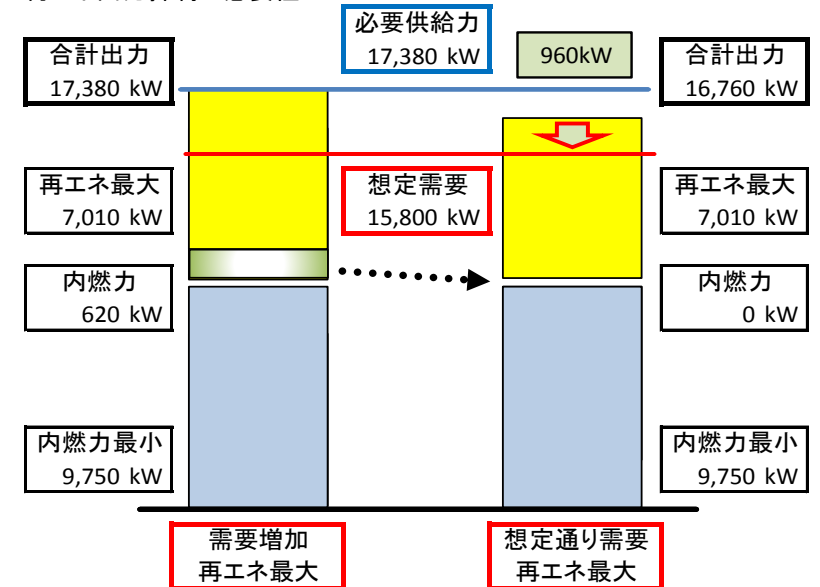 必要供給力
17,380 kW
960kW
合計出力
17,380 kW
合計出力
16,760 kW
再エネ最大
7,010 kW
想定需要
15,800 kW
再エネ最大
7,010 kW
内燃力
620 kW
内燃力
0 kW
内燃力最小
9,750 kW
内燃力最小
9,750 kW
需要増加
再エネ最大
想定通り需要
再エネ最大